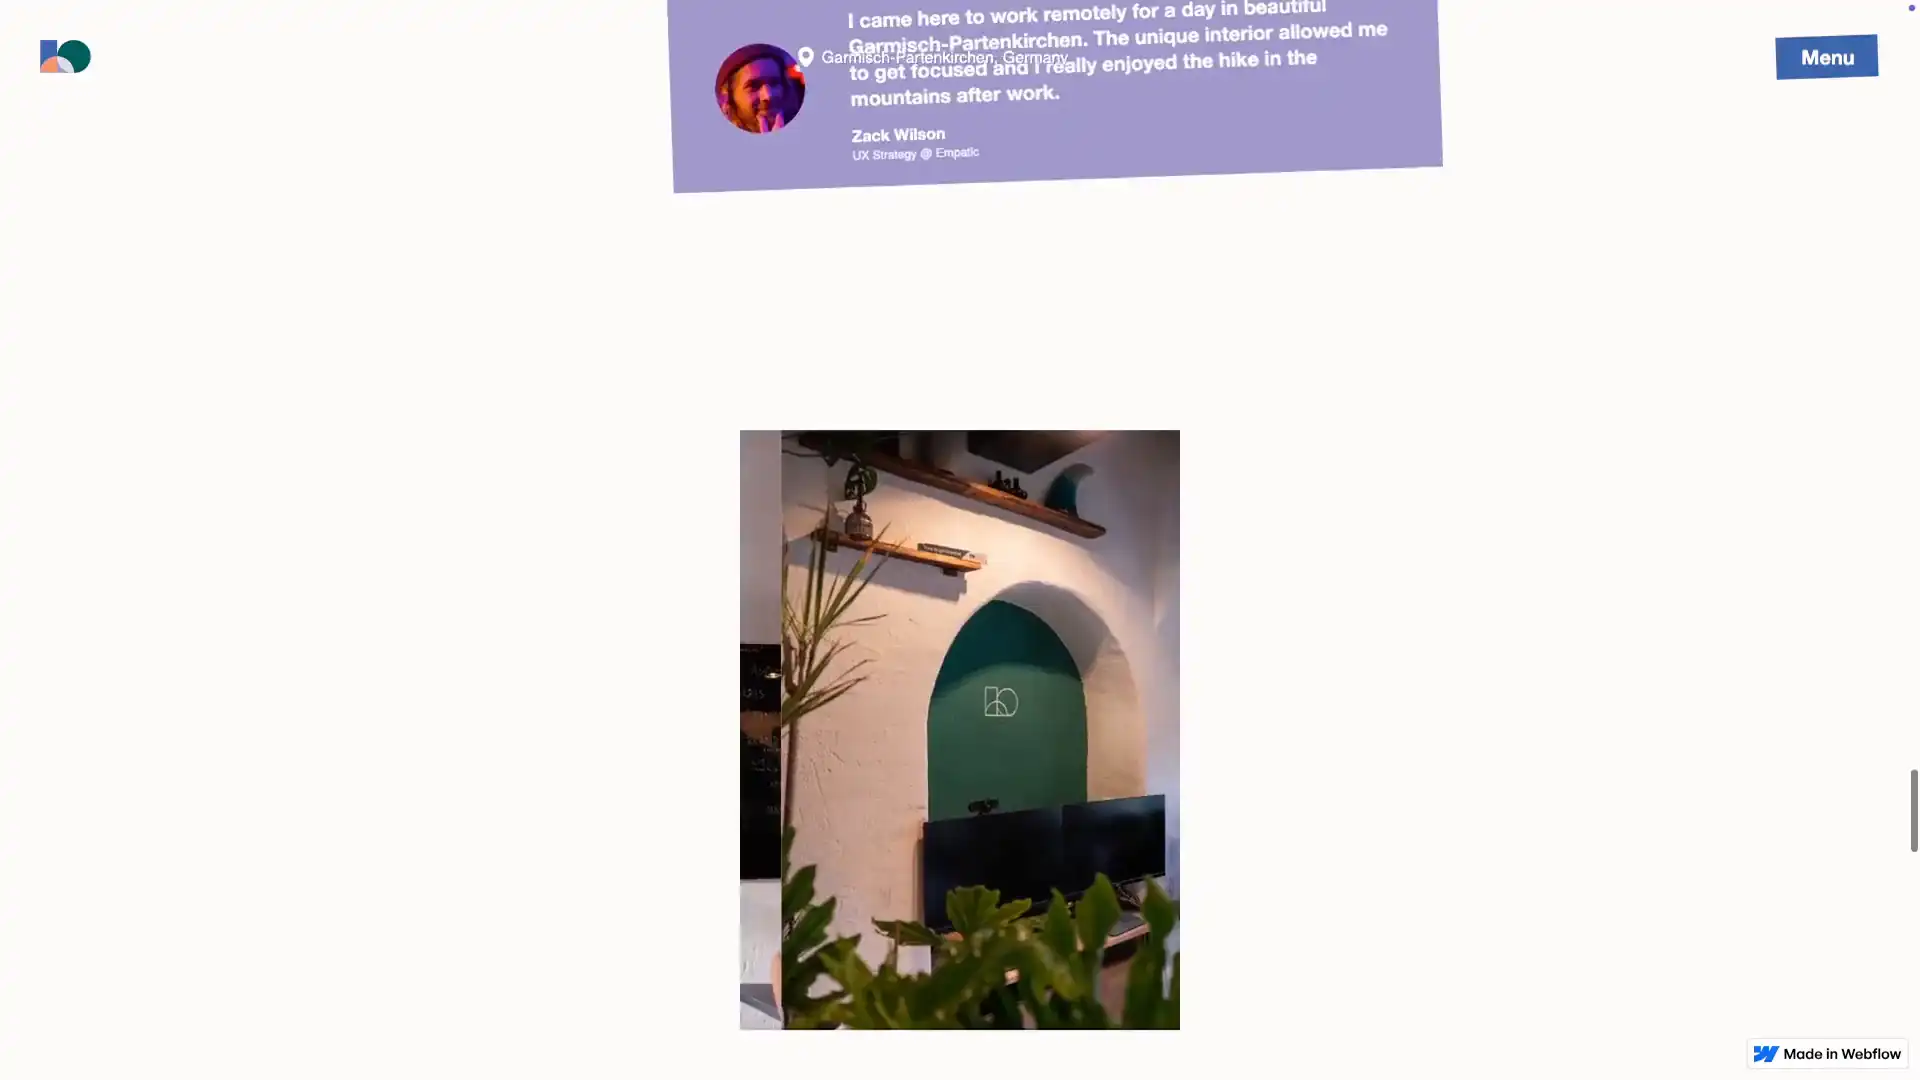 I came here to work remotely for a day in beautiful
Garmisch-Partenkirchen. The unique interior allowed me
to get focused and I really enjoyed the hike in the
mountains after work.
Zack Wilson
UX Strategy @ Empatic
Garmisch-Partenkirchen, Germany
Menu
Made in Webflow